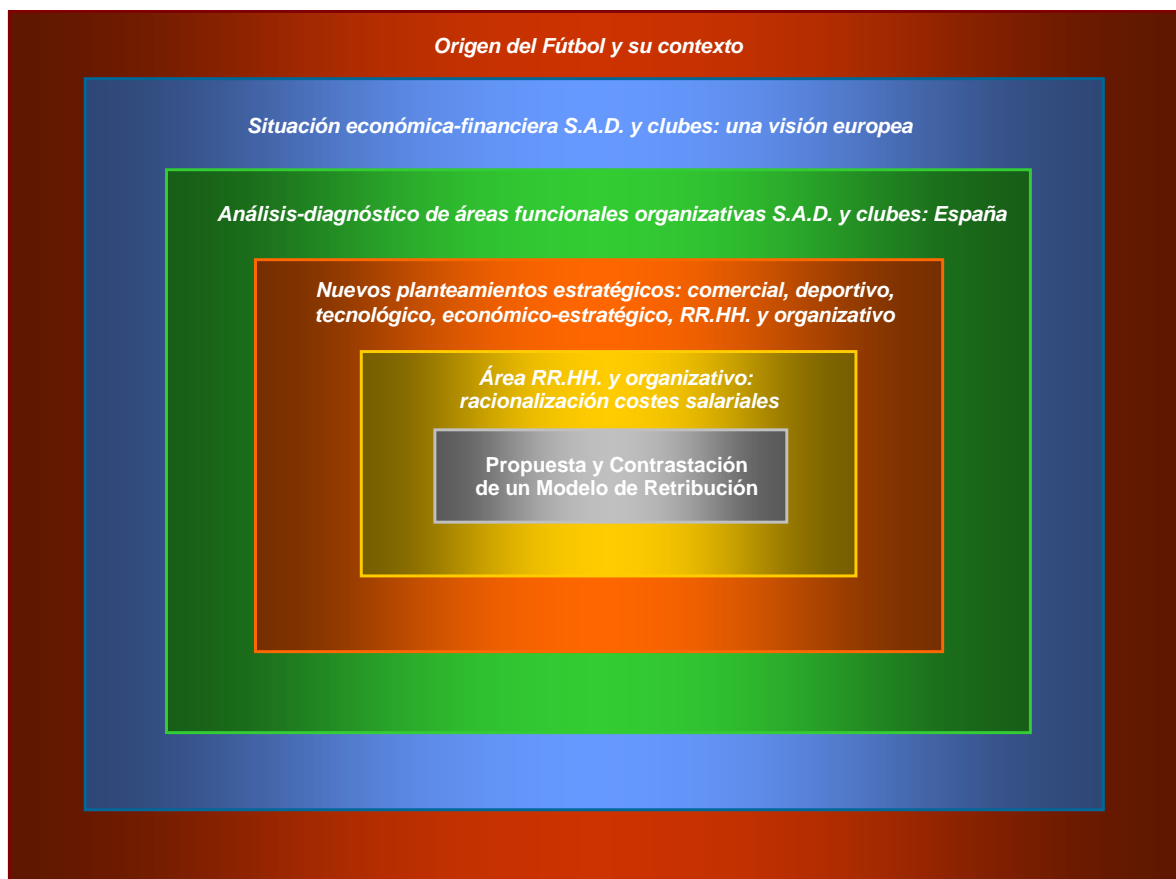 Origen del Fútbol y su contexto
Situación económica-financiera S.A.D. y clubes: una visión europea
Análisis-diagnóstico de áreas funcionales organizativas S.A.D. y clubes: España
Nuevos planteamientos estratégicos: comercial, deportivo,
tecnológico, económico-estratégico, RR.HH. y organizativo
Área RR.HH. y organizativo:
racionalización costes salariales
Propuesta y Contrastación
de un Modelo de Retribución